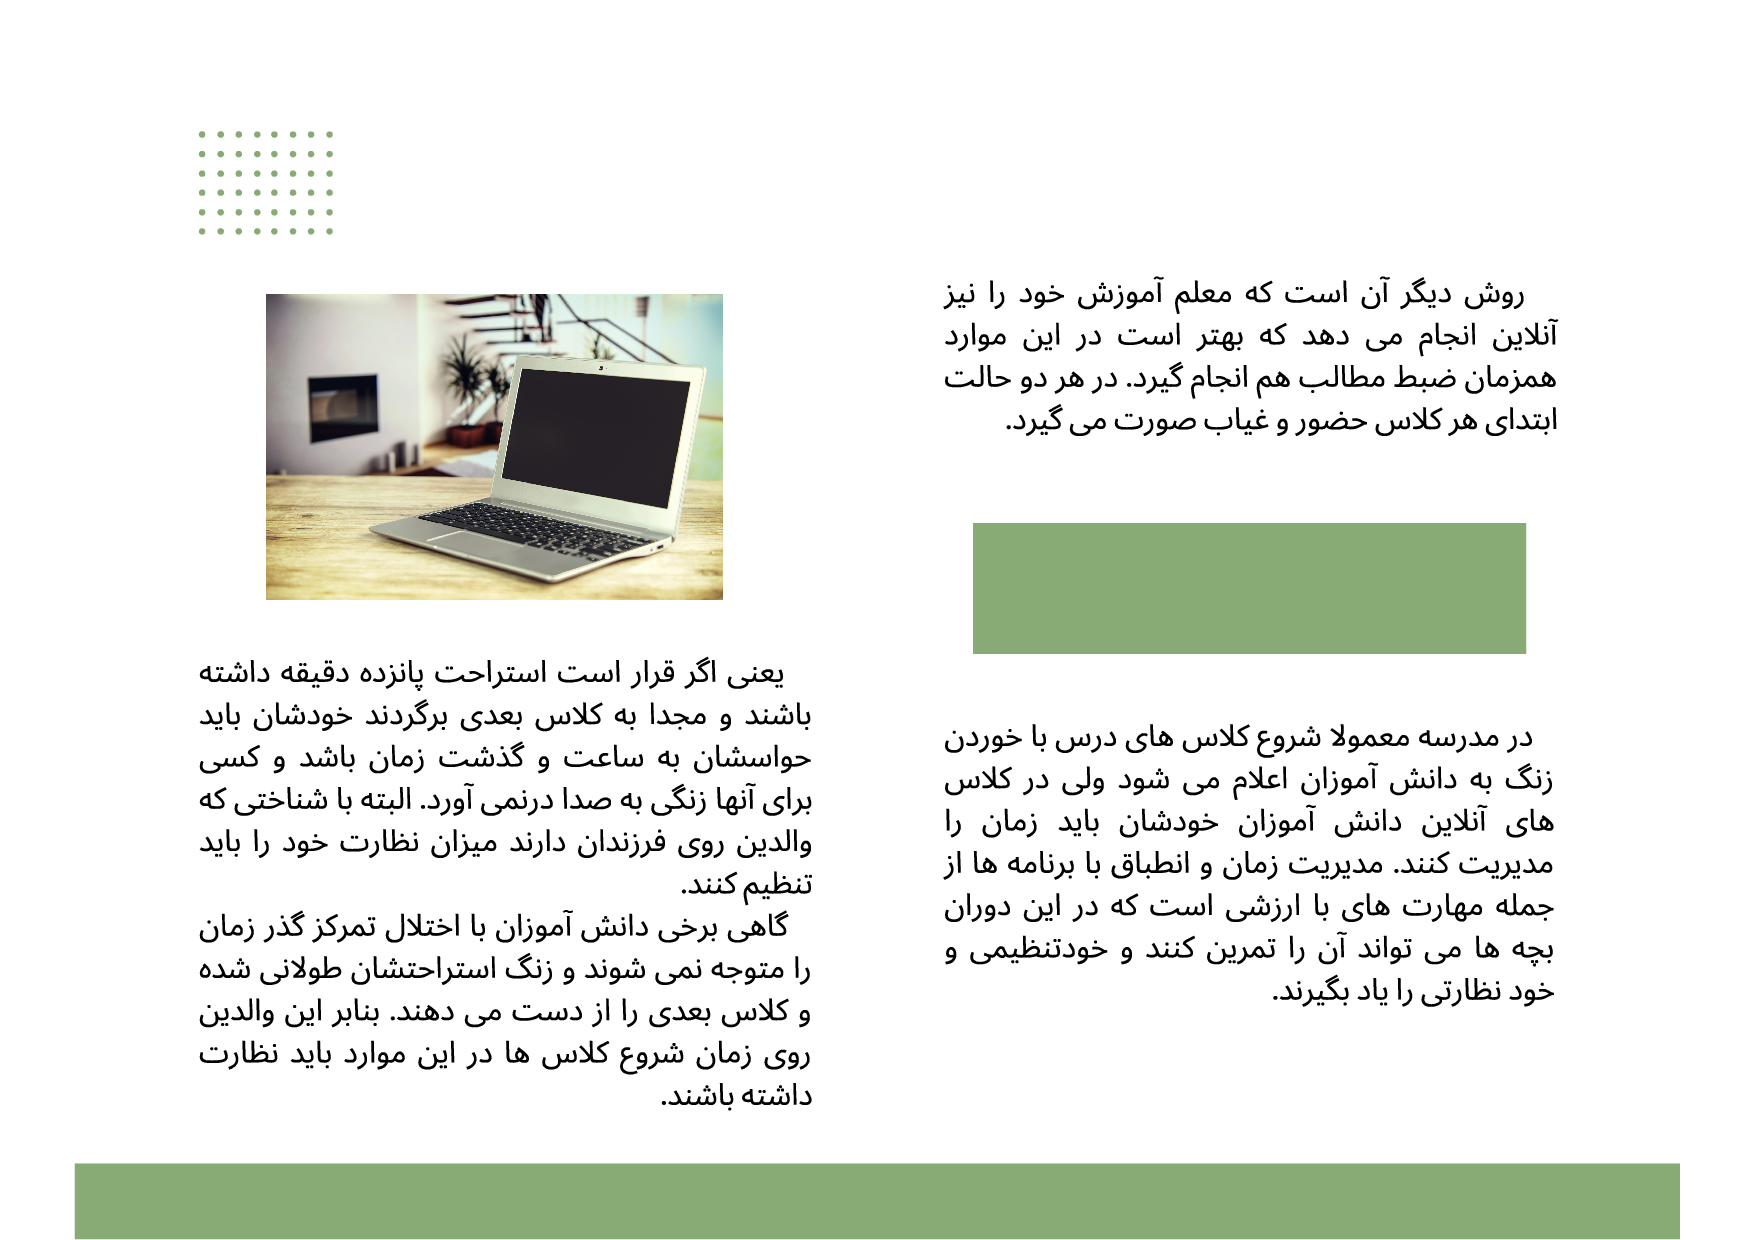 روش دیگر آن است که معلم آموزش خود را نیز
آنلاین انجام می دهد که بهتر است در این موارد
همزمان ضبط مطالب هم انجام گیرد. در هر دو حالت
ابتدای هر کلاس حضور و غیاب صورت می گیرد.
در مدرسه معمولا شروع کلاس های درس با خوردن
زنگ به دانش آموزان اعلام می شود ولی در کلاس
های آنلاین دانش آموزان خودشان باید زمان را
مدیریت کنند. مدیریت زمان و انطباق با برنامه ها از
جمله مهارت های با ارزشی است که در این دوران
بچه ها می تواند آن را تمرین کنند و خودتنظیمی و
خود نظارتی را یاد بگیرند.
یعنی اگر قرار است استراحت پانزده دقیقه داشته
باشند و مجدا به کلاس بعدی برگردند خودشان باید
حواسشان به ساعت و گذشت زمان باشد و کسی
برای آنها زنگی به صدا درنمی آورد. البته با شناختی که
والدین روی فرزندان دارند میزان نظارت خود را باید
تنظیم کنند.
گاهی برخی دانش آموزان با اختلال تمرکز گذر زمان
را متوجه نمی شوند و زنگ استراحتشان طولانی شده
و کلاس بعدی را از دست می دهند. بنابر این والدین
روی زمان شروع کلاس ها در این موارد باید نظارت
داشته باشند.